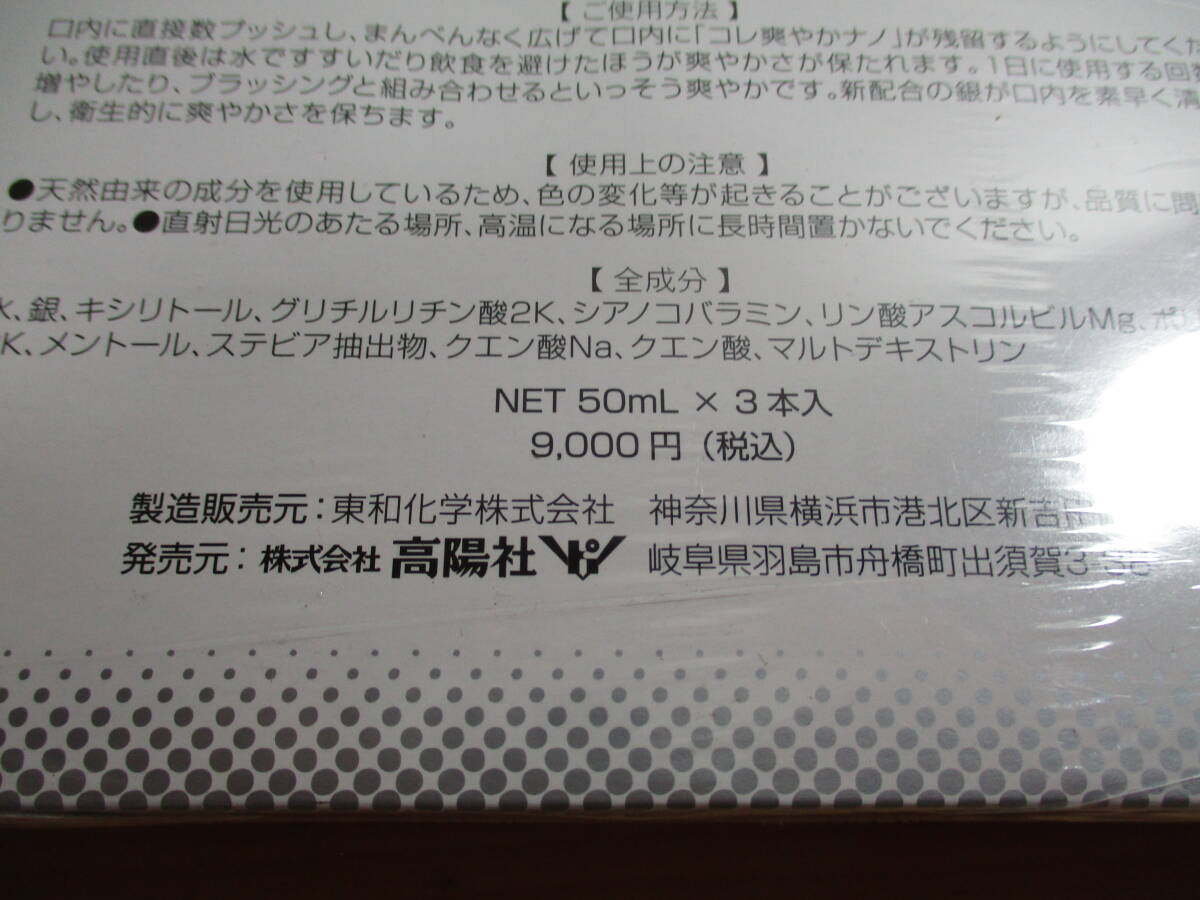 【ご使用方法】
口内に直接数プッシュし、まんべんなく広げて口内に「コレ爽やかナノ」が残留するようにしてくだ
い。使用直後は水ですすいだり飲食を避けたほうが爽やかさが保たれます。1日に使用する回数
増やしたり、ブラッシングと組み合わせるといっそう爽やかです。新配合の銀が口内を素早く清
し、衛生的に爽やかさを保ちます。
【使用上の注意】
●天然由来の成分を使用しているため、色の変化等が起きることがございますが、品質に問
りません。●直射日光のあたる場所、高温になる場所に長時間置かないでください。
【全成分】
水、銀、キシリトール、グリチルリチン酸2K、シアノコバラミン、リン酸アスコルビルMg、ポリ
K、メントール、ステビア抽出物、クエン酸Na、クエン酸、マルトデキストリン
NET 50mL × 3本入
9,000円（税込）
製造販売元：東和化学株式会社 神奈川県横浜市港北区新吉
発売元：株式会社 高陽社 岐阜県羽島市舟橋町出須賀3-36